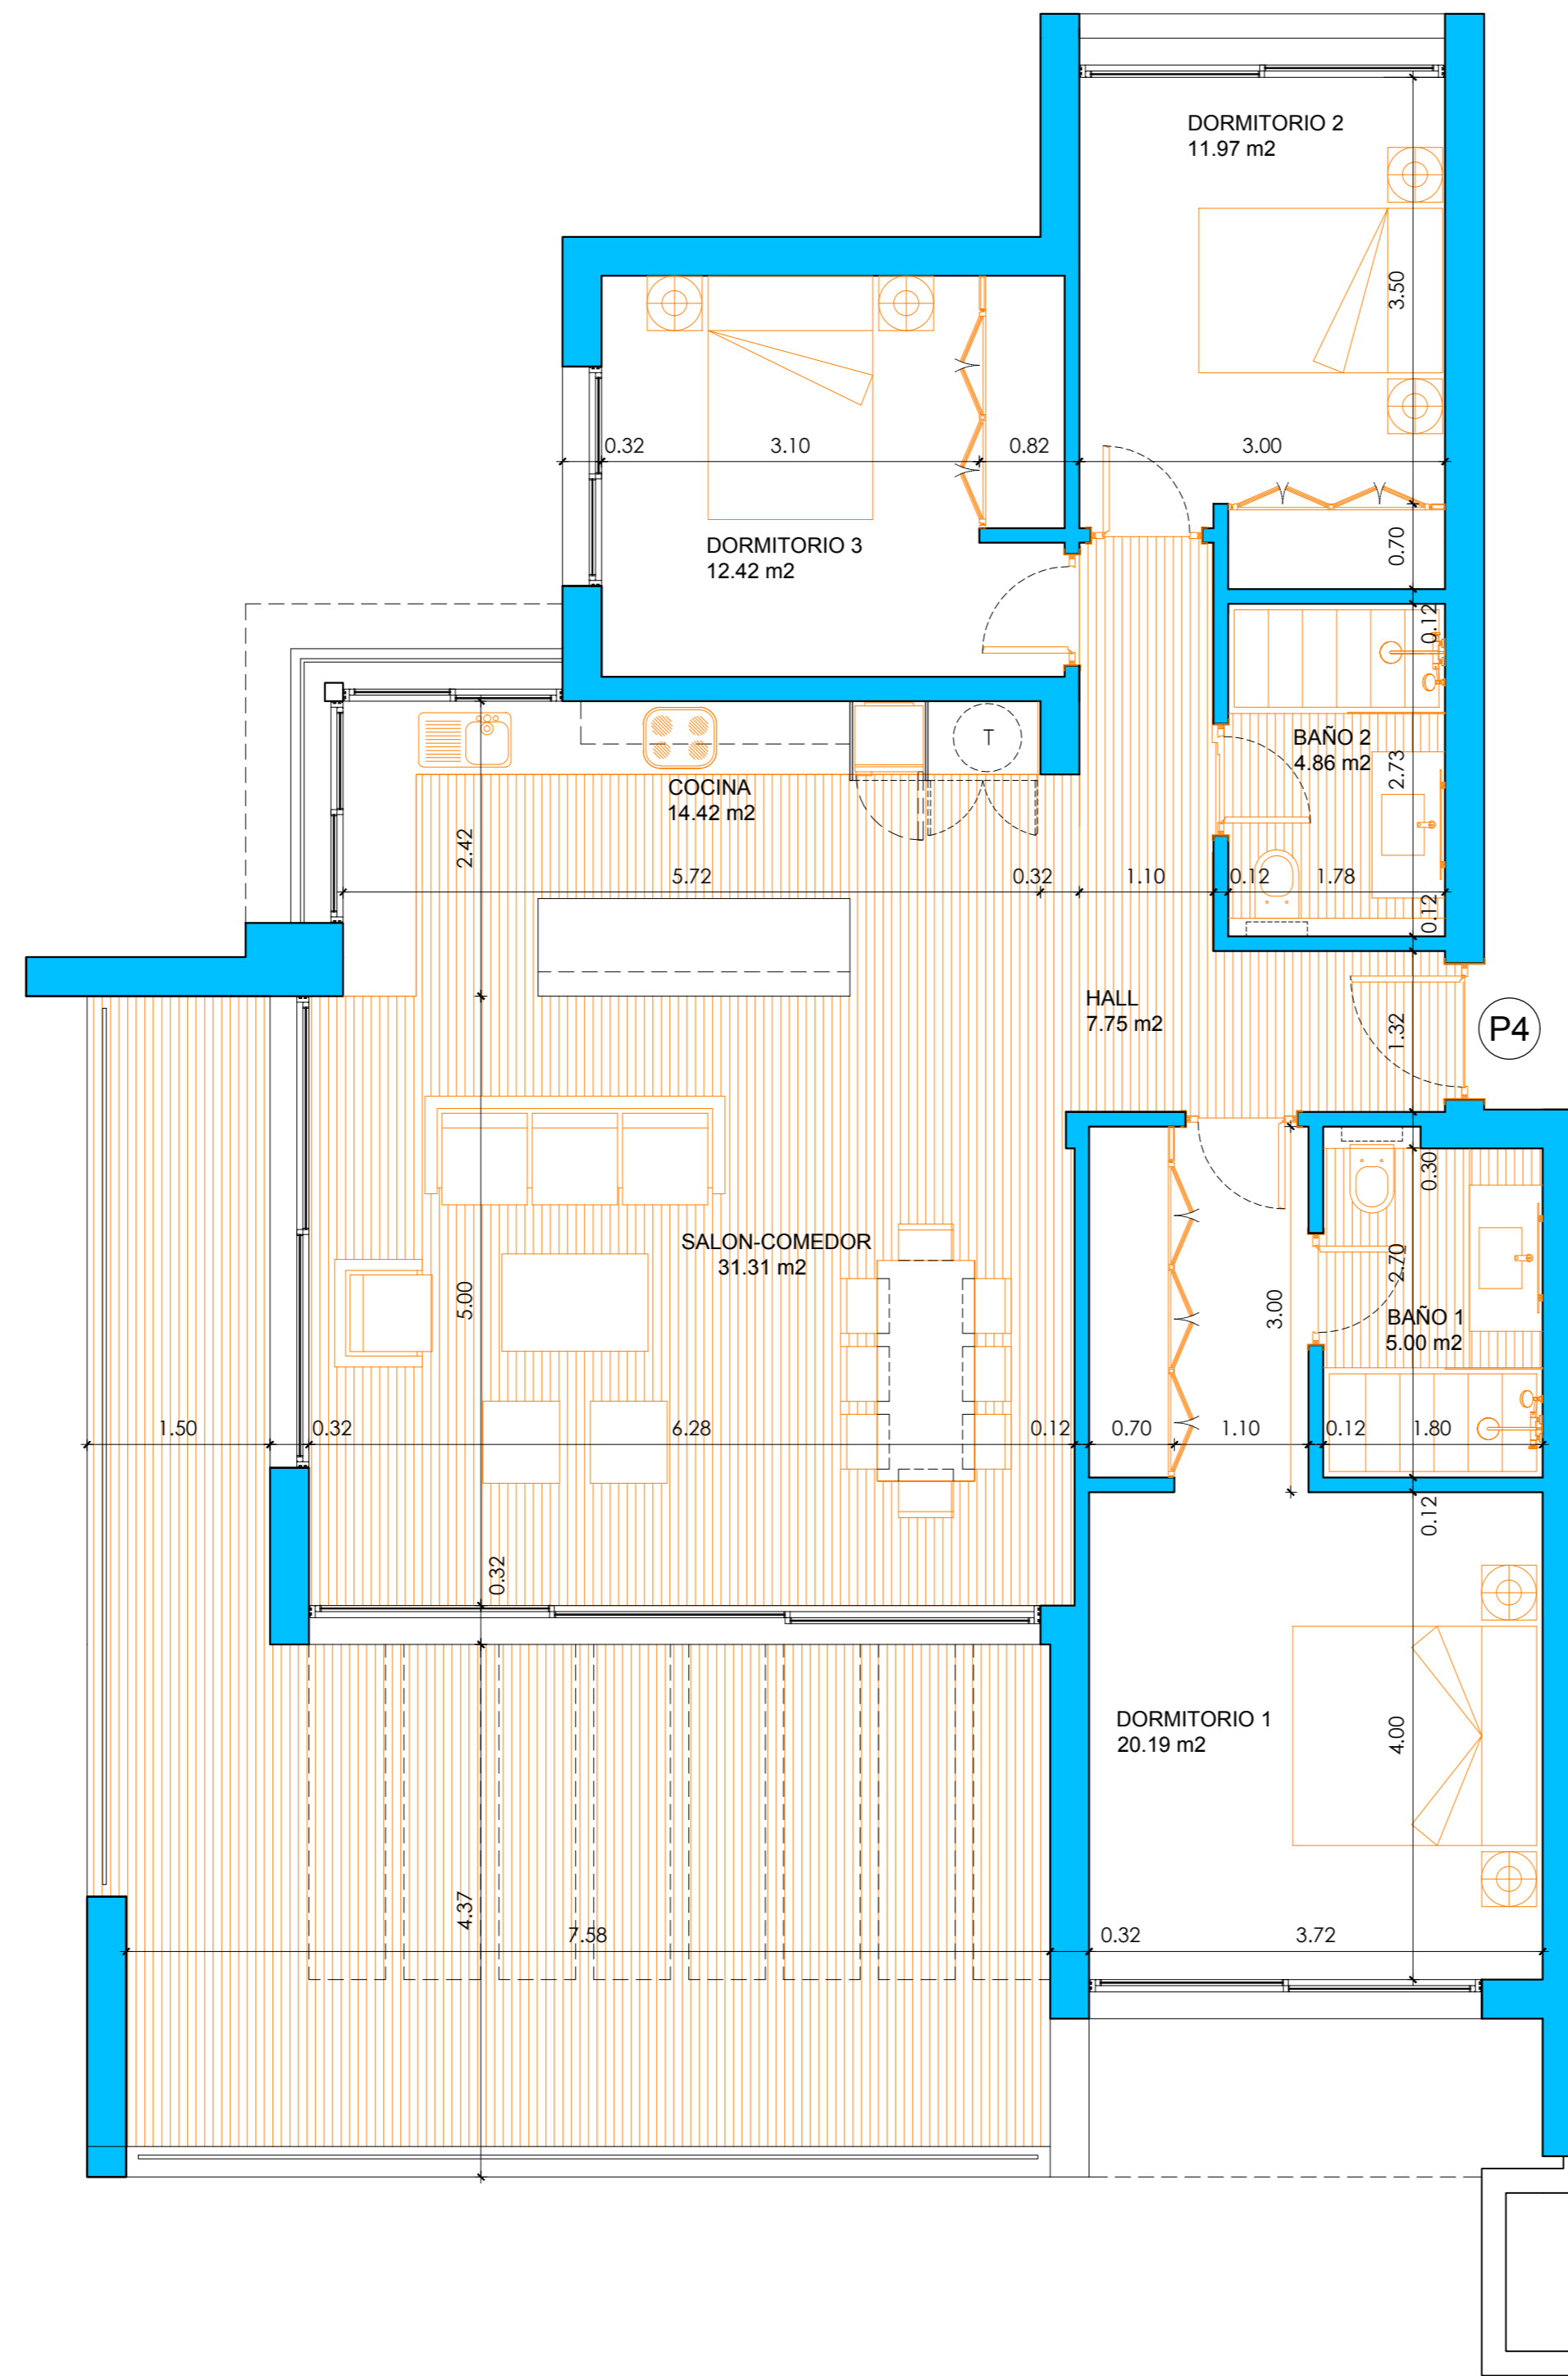 DORMITORIO 2
11.97 m2
3.50
0.32
3.10
0.82
3.00
DORMITORIO 3
12.42 m2
0.70
0.12
BAÑO 2
4.86 m2
2.73
T
COCINA
14.42 m2
2.42
5.72
0.32
1.10
0.12
1.78
0.12
HALL
7.75 m2
1.32
P4
0.30
SALON-COMEDOR
31.31 m2
5.00
3.00
2.70
BAÑO 1
5.00 m2
1.50
0.32
6.28
0.12
0.70
1.10
0.12
1.80
0.12
0.32
DORMITORIO 1
20.19 m2
4.00
4.37
7.58
0.32
3.72